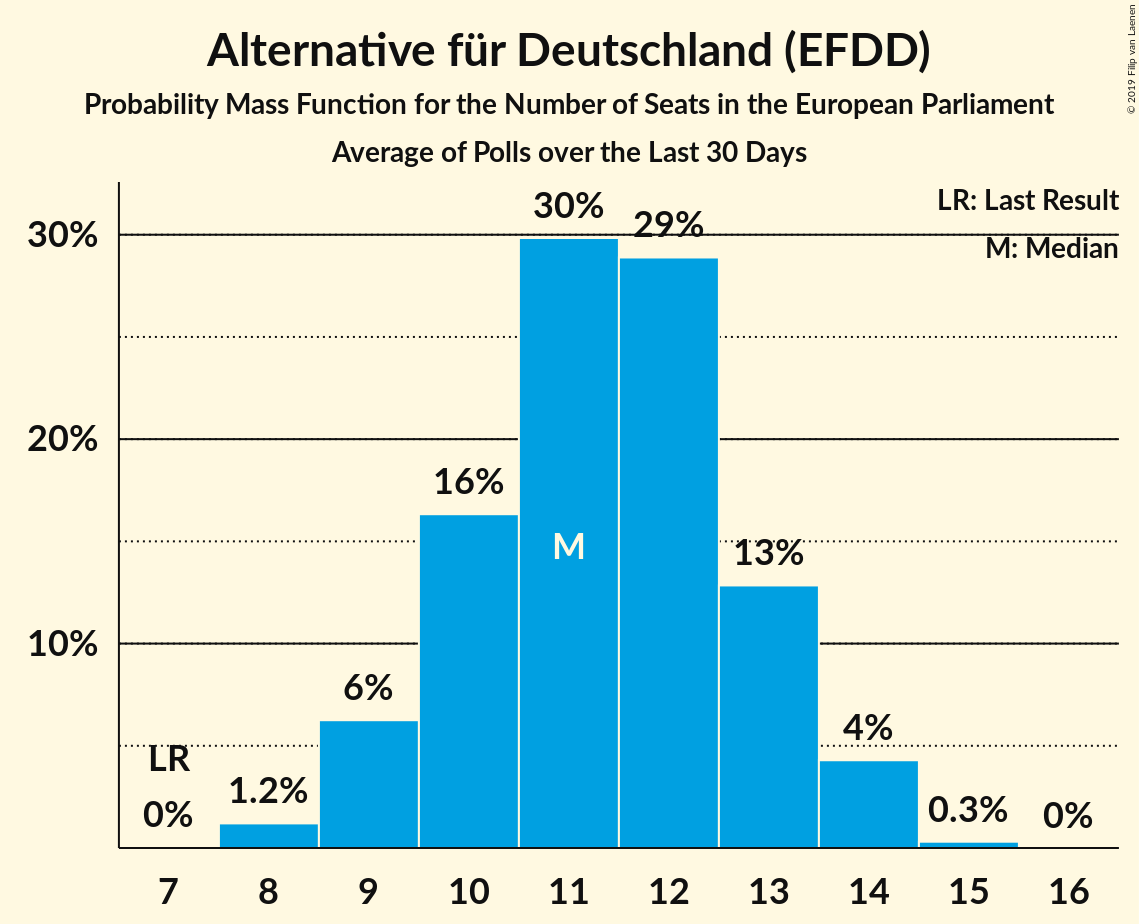 Alternative für Deutschland (EFDD)
Probability Mass Function for the Number of Seats in the European Parliament
Average of Polls over the Last 30 Days
© 2019 Filip van Laenen
LR: Last Result
M: Median
30%
20%
10%
LR
0%
1.2%
6%
16%
30%
M
29%
13%
4%
0.3%
0%
7 8 9 10 11 12 13 14 15 16